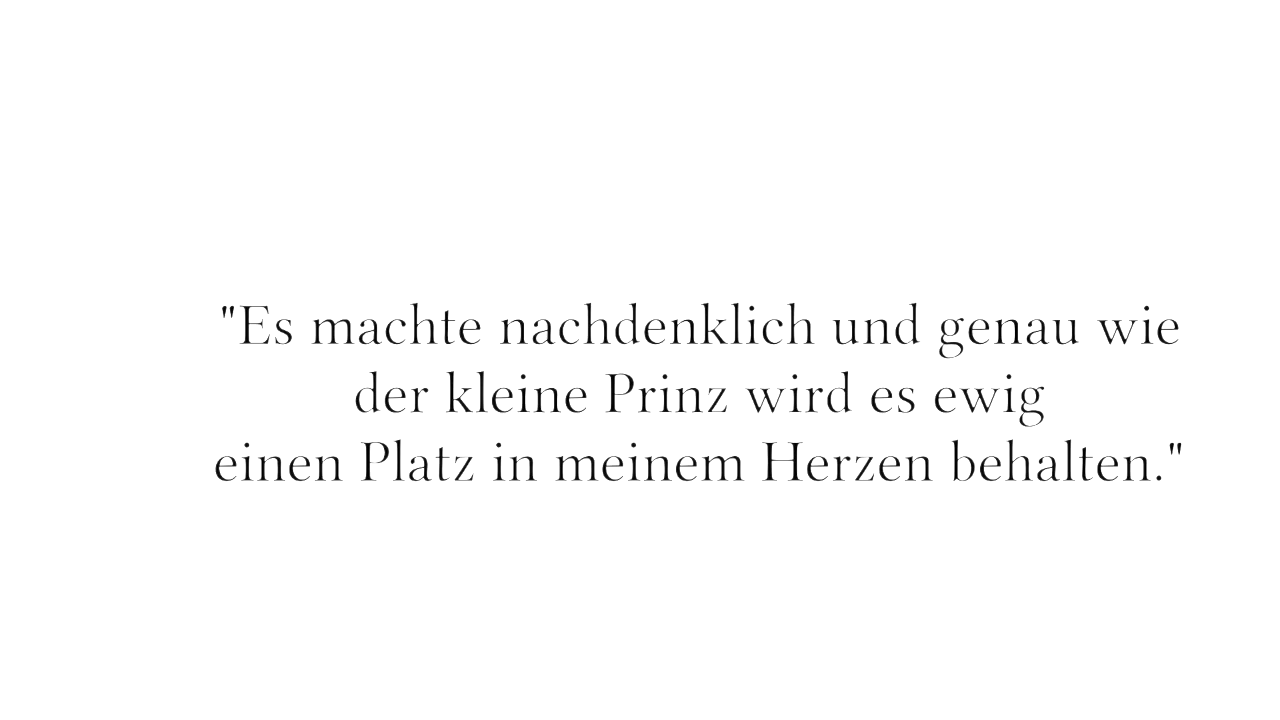 "Es machte nachdenklich und genau wie
der kleine Prinz wird es ewig
einen Platz in meinem Herzen behalten."